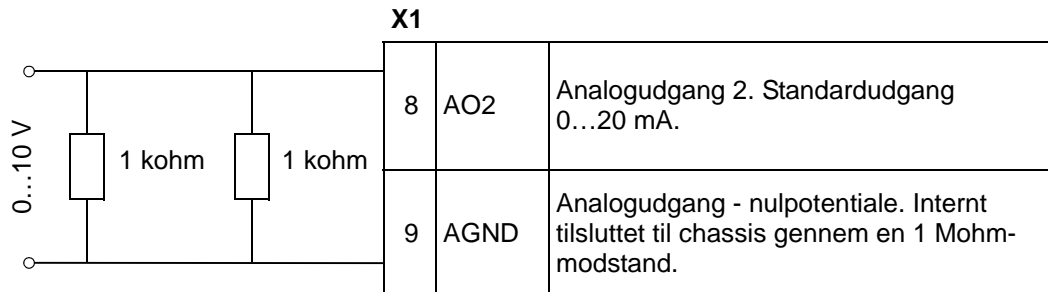 X1
0…10 V
1 kohm
1 kohm
8
AO2
Analogudgang 2. Standardudgang
0…20 mA.
9
AGND
Analogudgang - nulpotentiale. Internt
tilsluttet til chassis gennem en 1 Mohm-
modstand.